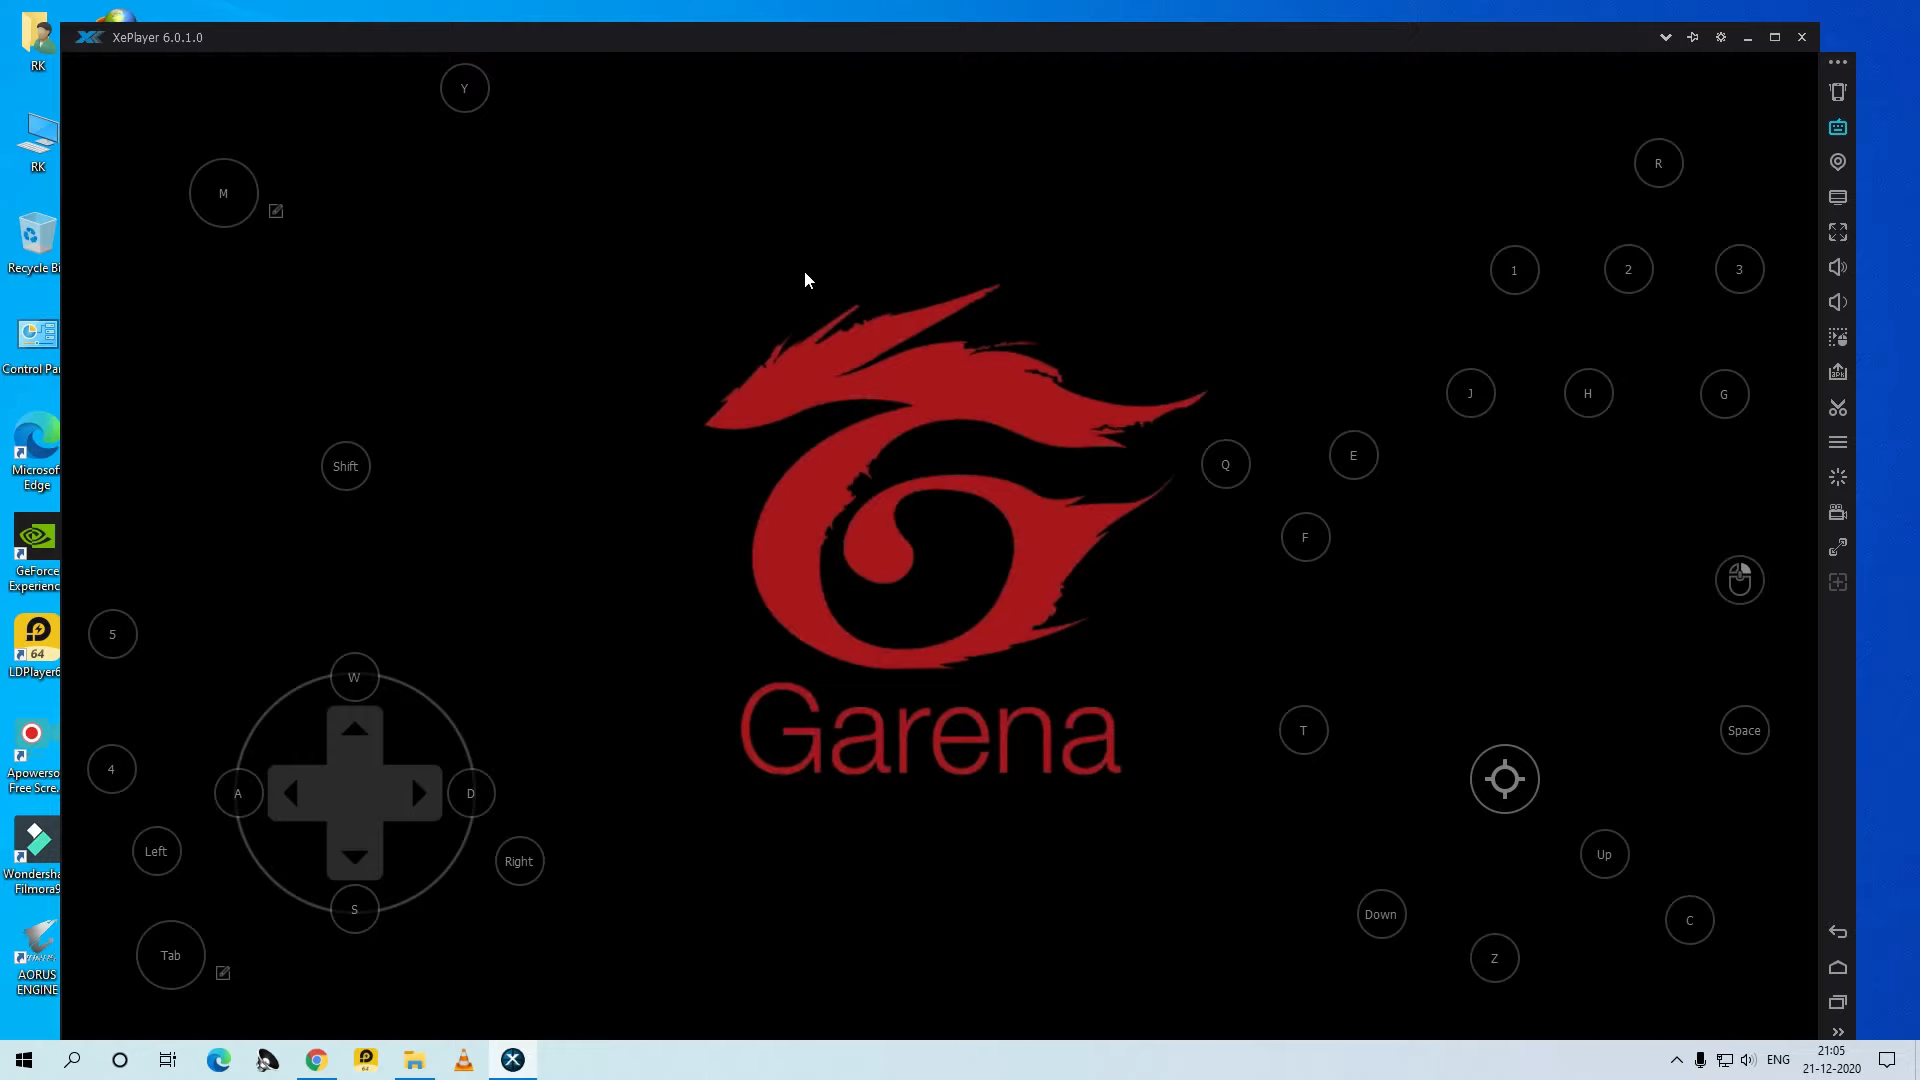 XePlayer 6.0.1.0
RK
RK
Recycle Bi
Control Pa
Microsof
Edge
GeForce
Experienc
64
LDPlayer6
Apowerso
Free Scre...
Wondersha
Filmora9
AORUS
ENGINE
Y
M
R
1
2
3
J
H
G
Shift
Q
E
F
5
W
4
A
D
T
Space
Left
Right
Up
S
Down
C
Tab
Z
Garena
64
ENG
21:05
21-12-2020